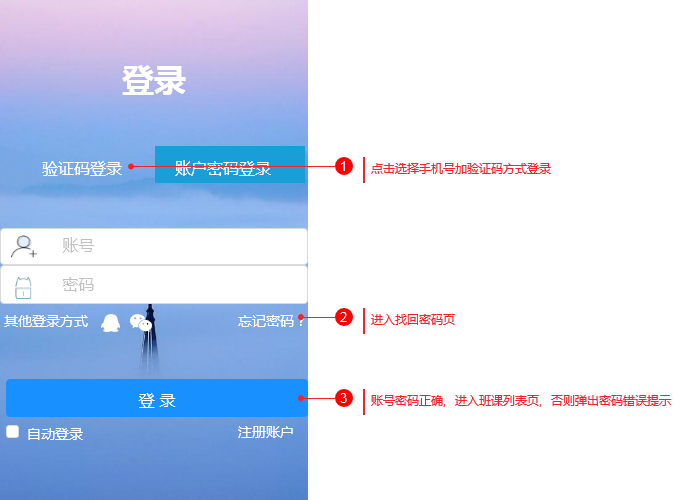 登录
验证码登录
账户密码登录
1
点击选择手机号加验证码方式登录
账号
密码
其他登录方式
忘记密码？
2
进入找回密码页
登 录
3
账号密码正确，进入班课列表页，否则弹出密码错误提示
自动登录
注册账户